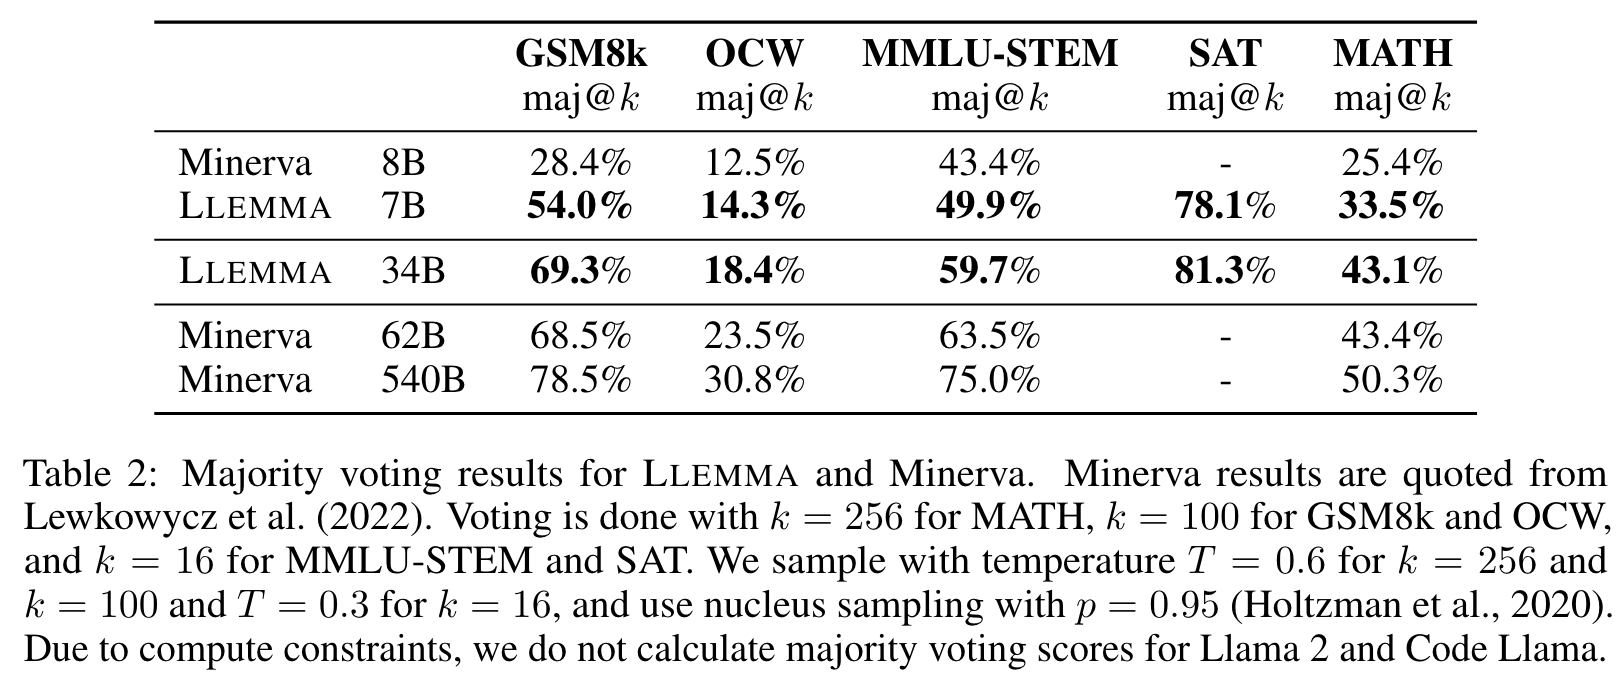 GSM8k OCW MMLU-STEM SAT MATH
maj@k maj@k maj@k maj@k maj@k
Minerva 8B 28.4% 12.5% 43.4% - 25.4%
LLEMMA 7B 54.0% 14.3% 49.9% 78.1% 33.5%
LLEMMA 34B 69.3% 18.4% 59.7% 81.3% 43.1%
Minerva 62B 68.5% 23.5% 63.5% - 43.4%
Minerva 540B 78.5% 30.8% 75.0% - 50.3%
Table 2: Majority voting results for LLEMMA and Minerva. Minerva results are quoted from
Lewkowycz et al. (2022). Voting is done with k = 256 for MATH, k = 100 for GSM8k and OCW,
and k = 16 for MMLU-STEM and SAT. We sample with temperature T = 0.6 for k = 256 and
k = 100 and T = 0.3 for k = 16, and use nucleus sampling with p = 0.95 (Holtzman et al., 2020).
Due to compute constraints, we do not calculate majority voting scores for Llama 2 and Code Llama.